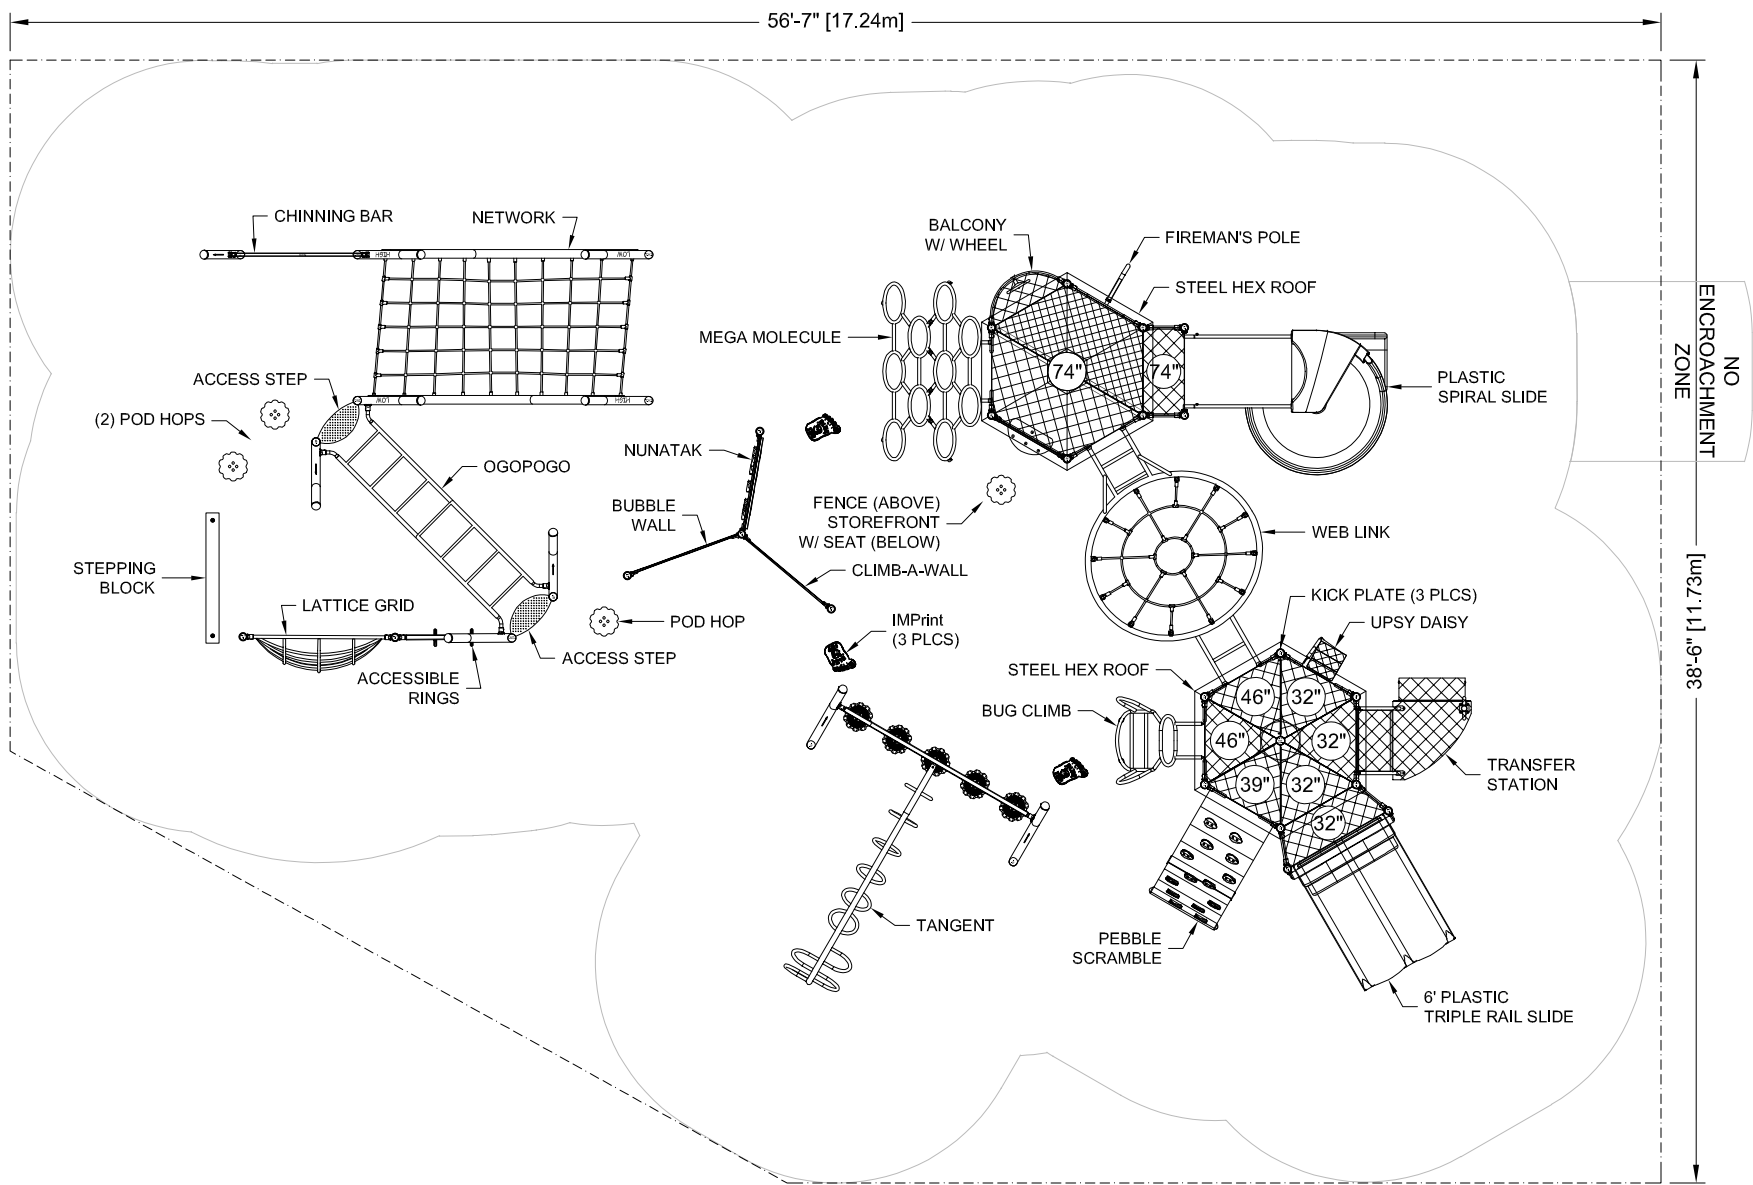 56'-7" [17.24m]
CHINNING BAR
NETWORK
HIGH
LOW
LOW
HIGH
BALCONY
W/ WHEEL
FIREMAN'S POLE
STEEL HEX ROOF
MEGA MOLECULE
74"
74"
PLASTIC
SPIRAL SLIDE
NO
ENCROACHMENT
ZONE
ACCESS STEP
(2) POD HOPS
OGOPOGO
NUNATAK
BUBBLE
WALL
FENCE (ABOVE)
STOREFRONT
W/ SEAT (BELOW)
WEB LINK
CLIMB-A-WALL
STEPPING
BLOCK
LATTICE GRID
POD HOP
ACCESS STEP
ACCESSIBLE
RINGS
IMPrint
(3 PLCS)
KICK PLATE (3 PLCS)
UPSY DAISY
STEEL HEX ROOF
BUG CLIMB
46"
32"
46"
32"
39"
32"
32"
TRANSFER
STATION
TANGENT
PEBBLE
SCRAMBLE
6' PLASTIC
TRIPLE RAIL SLIDE
38'-6" [11.73m]